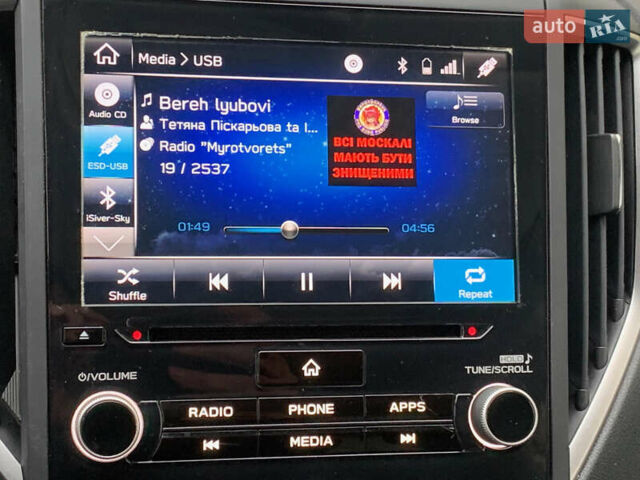 auto RIA
.com
Media > USB
Audio CD
Bereh lyubovi
Тетяна Піскарьова та І...
Radio "Myrotvorets"
19 / 2537
ВСІ МОСКАЛІ
МАЮТЬ БУТИ
ЗНИЩЕНИМИ
Browse
ESD-USB
iSilver-Sky
01:49
04:56
Shuffle
Repeat
VOLUME
HOLD
TUNE/SCROLL
RADIO
PHONE
APPS
MEDIA